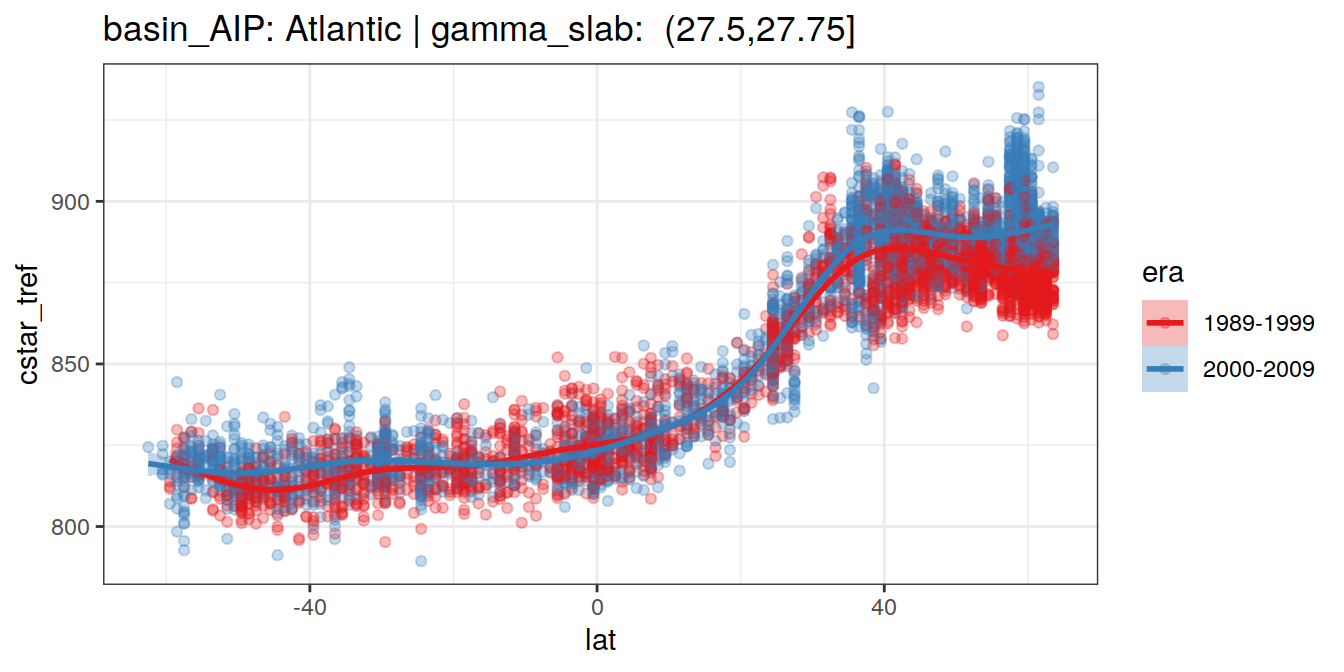 basin_AIP: Atlantic | gamma_slab:  (27.5,27.75]
900
850
800
cstar_tref
-40
0
40
lat
era
1989-1999
2000-2009